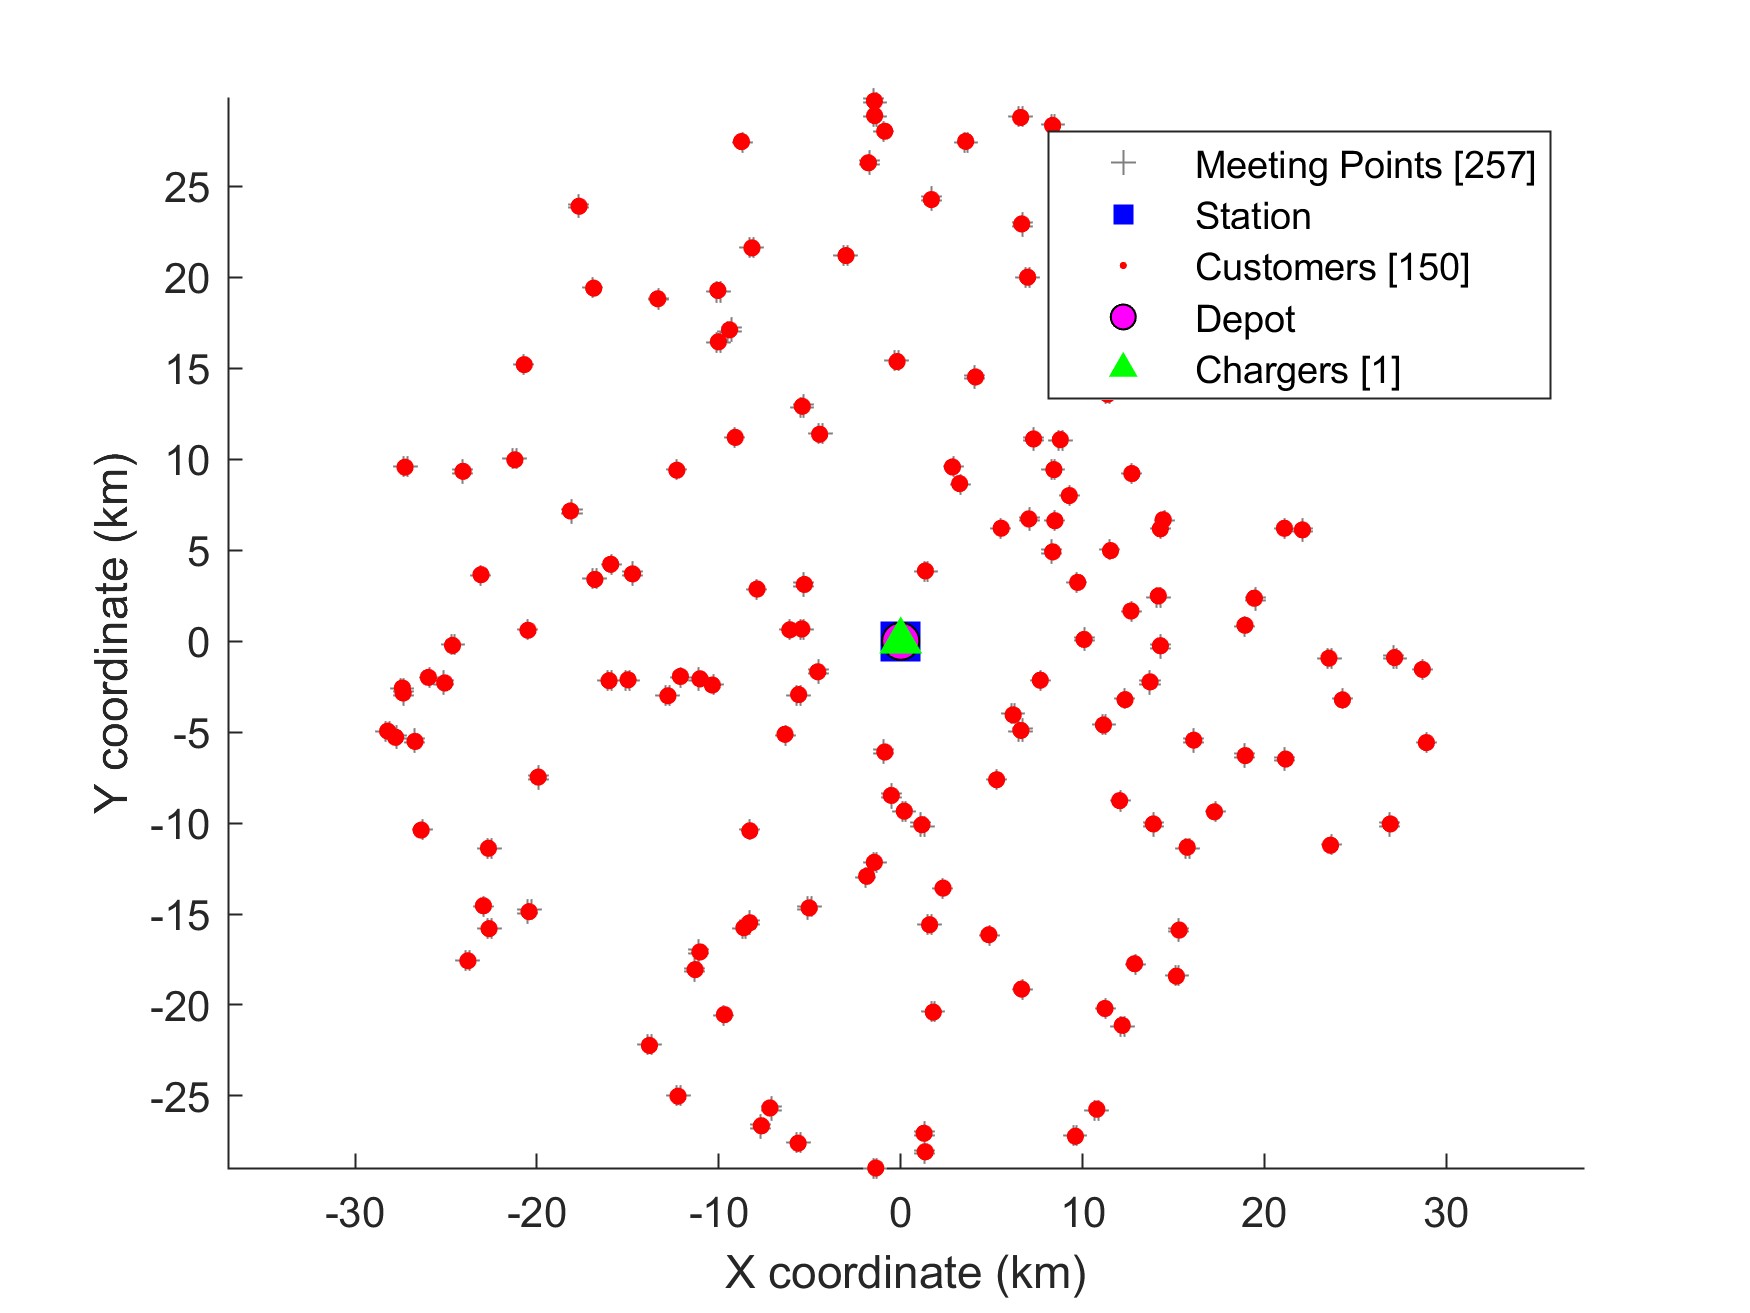 Meeting Points [257]
Station
Customers [150]
Depot
Chargers [1]
25
20
15
10
5
0
-5
-10
-15
-20
-25
Y coordinate (km)
-30 -20 -10 0 10 20 30
X coordinate (km)